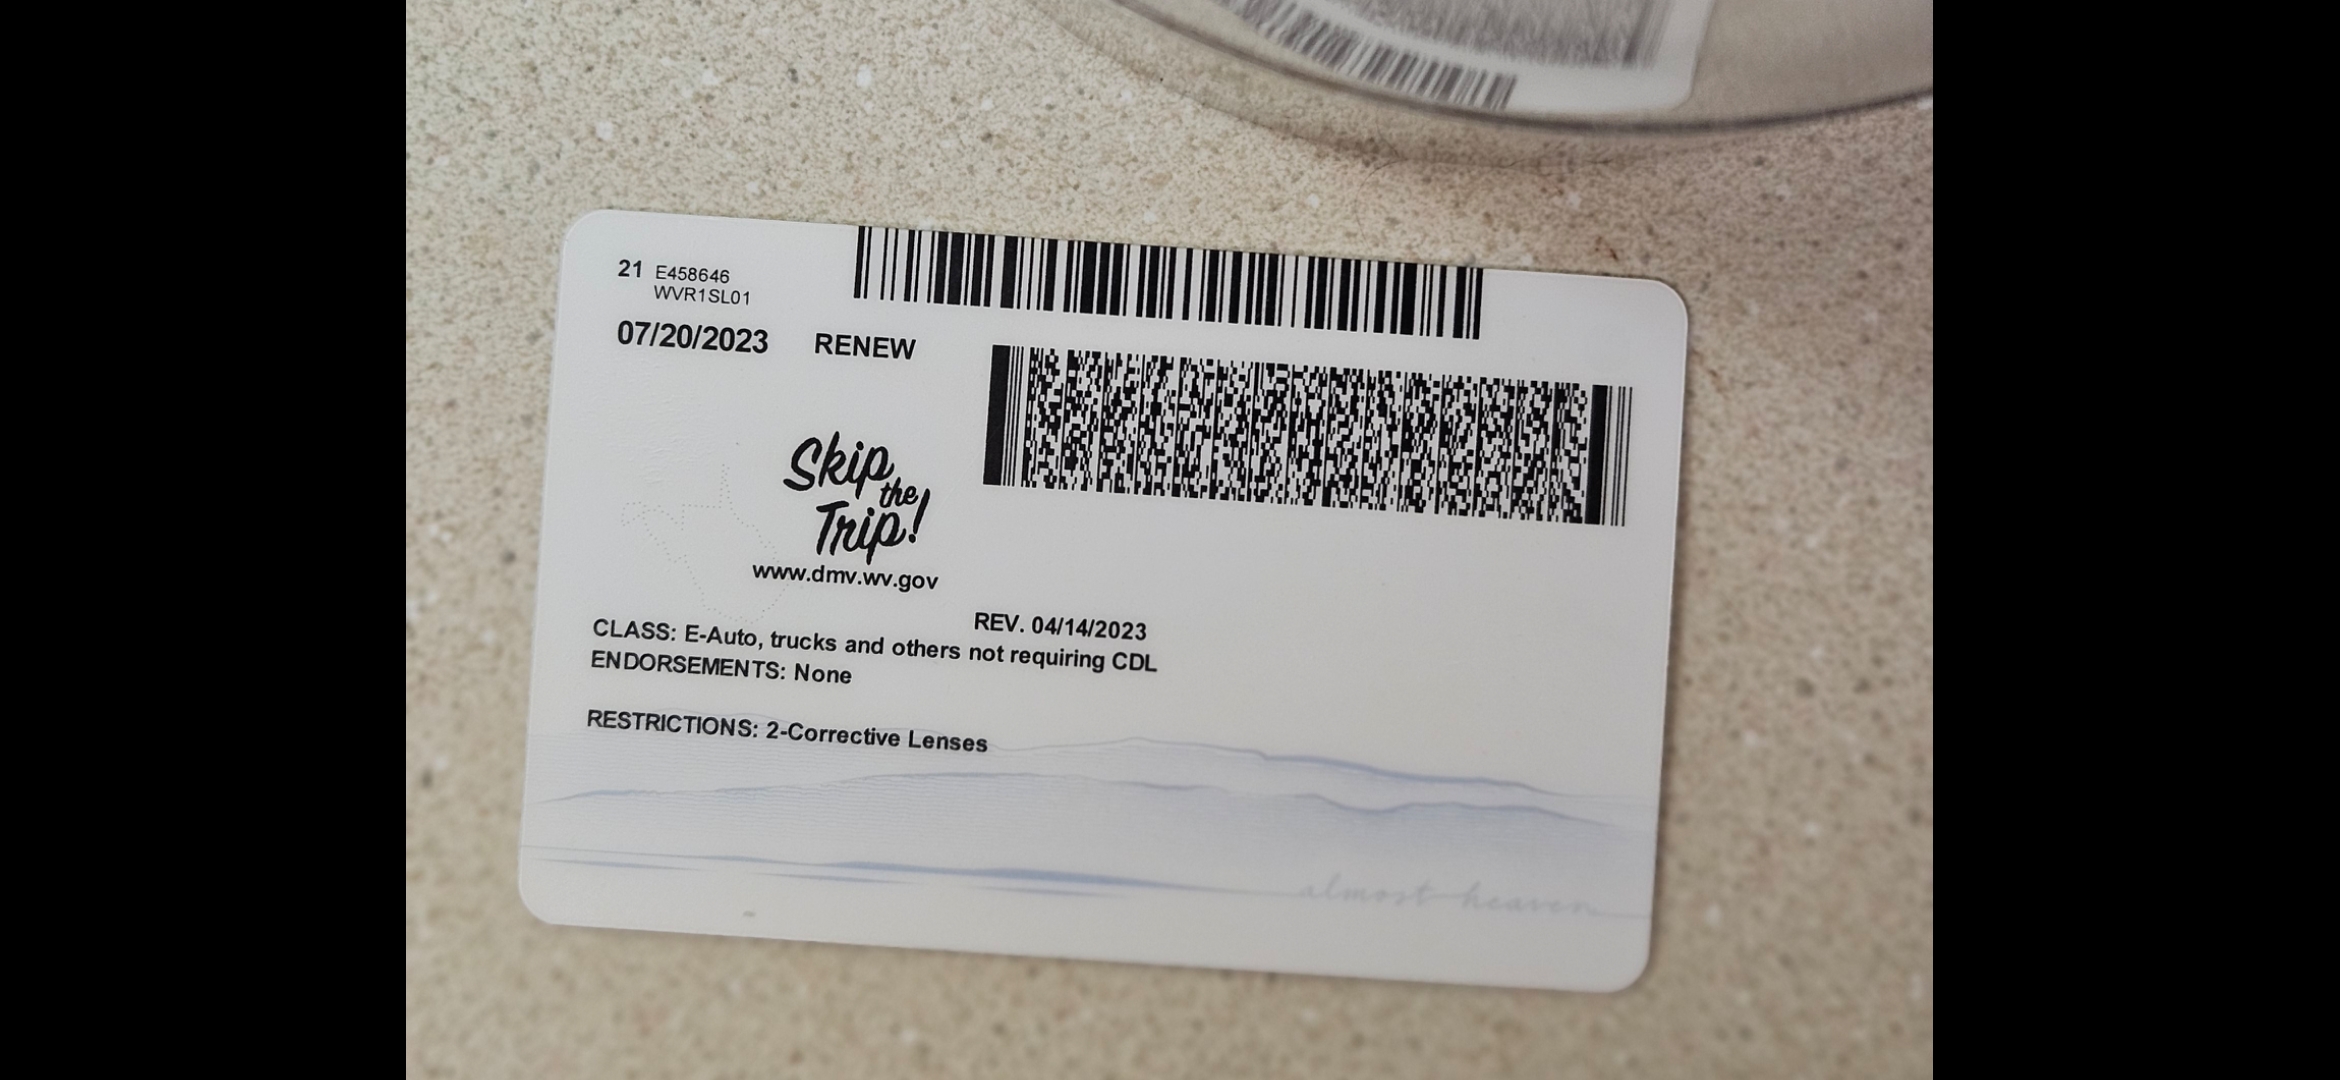 21 E458646
WVR1SL01
07/20/2023 RENEW
Skip
the
Trip!
www.dmv.wv.gov
REV. 04/14/2023
CLASS: E-Auto, trucks and others not requiring CDL
ENDORSEMENTS: None
RESTRICTIONS: 2-Corrective Lenses
almost heaven